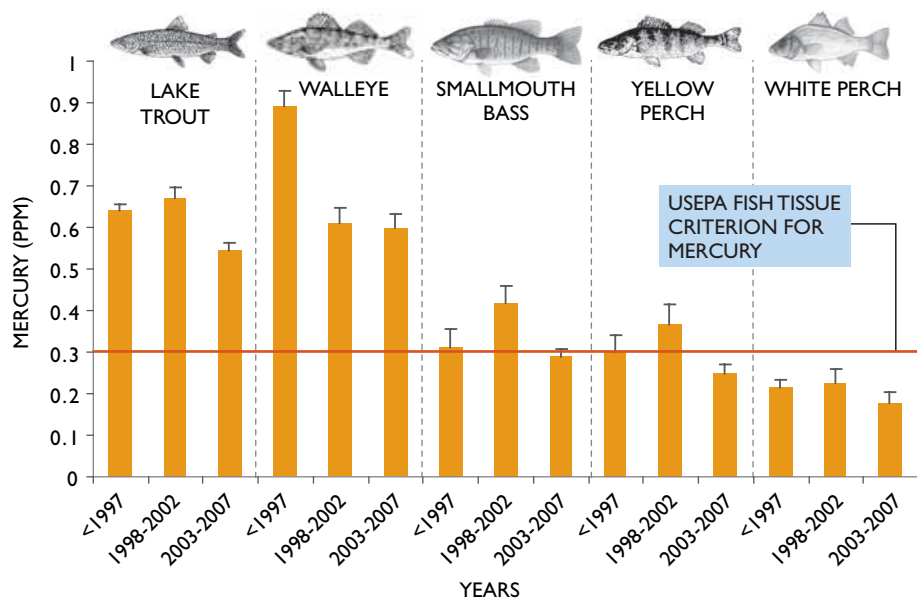 LAKE
TROUT
WALLEYE
SMALLMOUTH
BASS
YELLOW
PERCH
WHITE PERCH
MERCURY (PPM)
1
0.9
0.8
0.7
0.6
0.5
0.4
0.3
0.2
0.1
0
USEPA FISH TISSUE
CRITERION FOR
MERCURY
<1997
1998-2002
2003-2007
<1997
1998-2002
2003-2007
<1997
1998-2002
2003-2007
<1997
1998-2002
2003-2007
<1997
1998-2002
2003-2007
YEARS